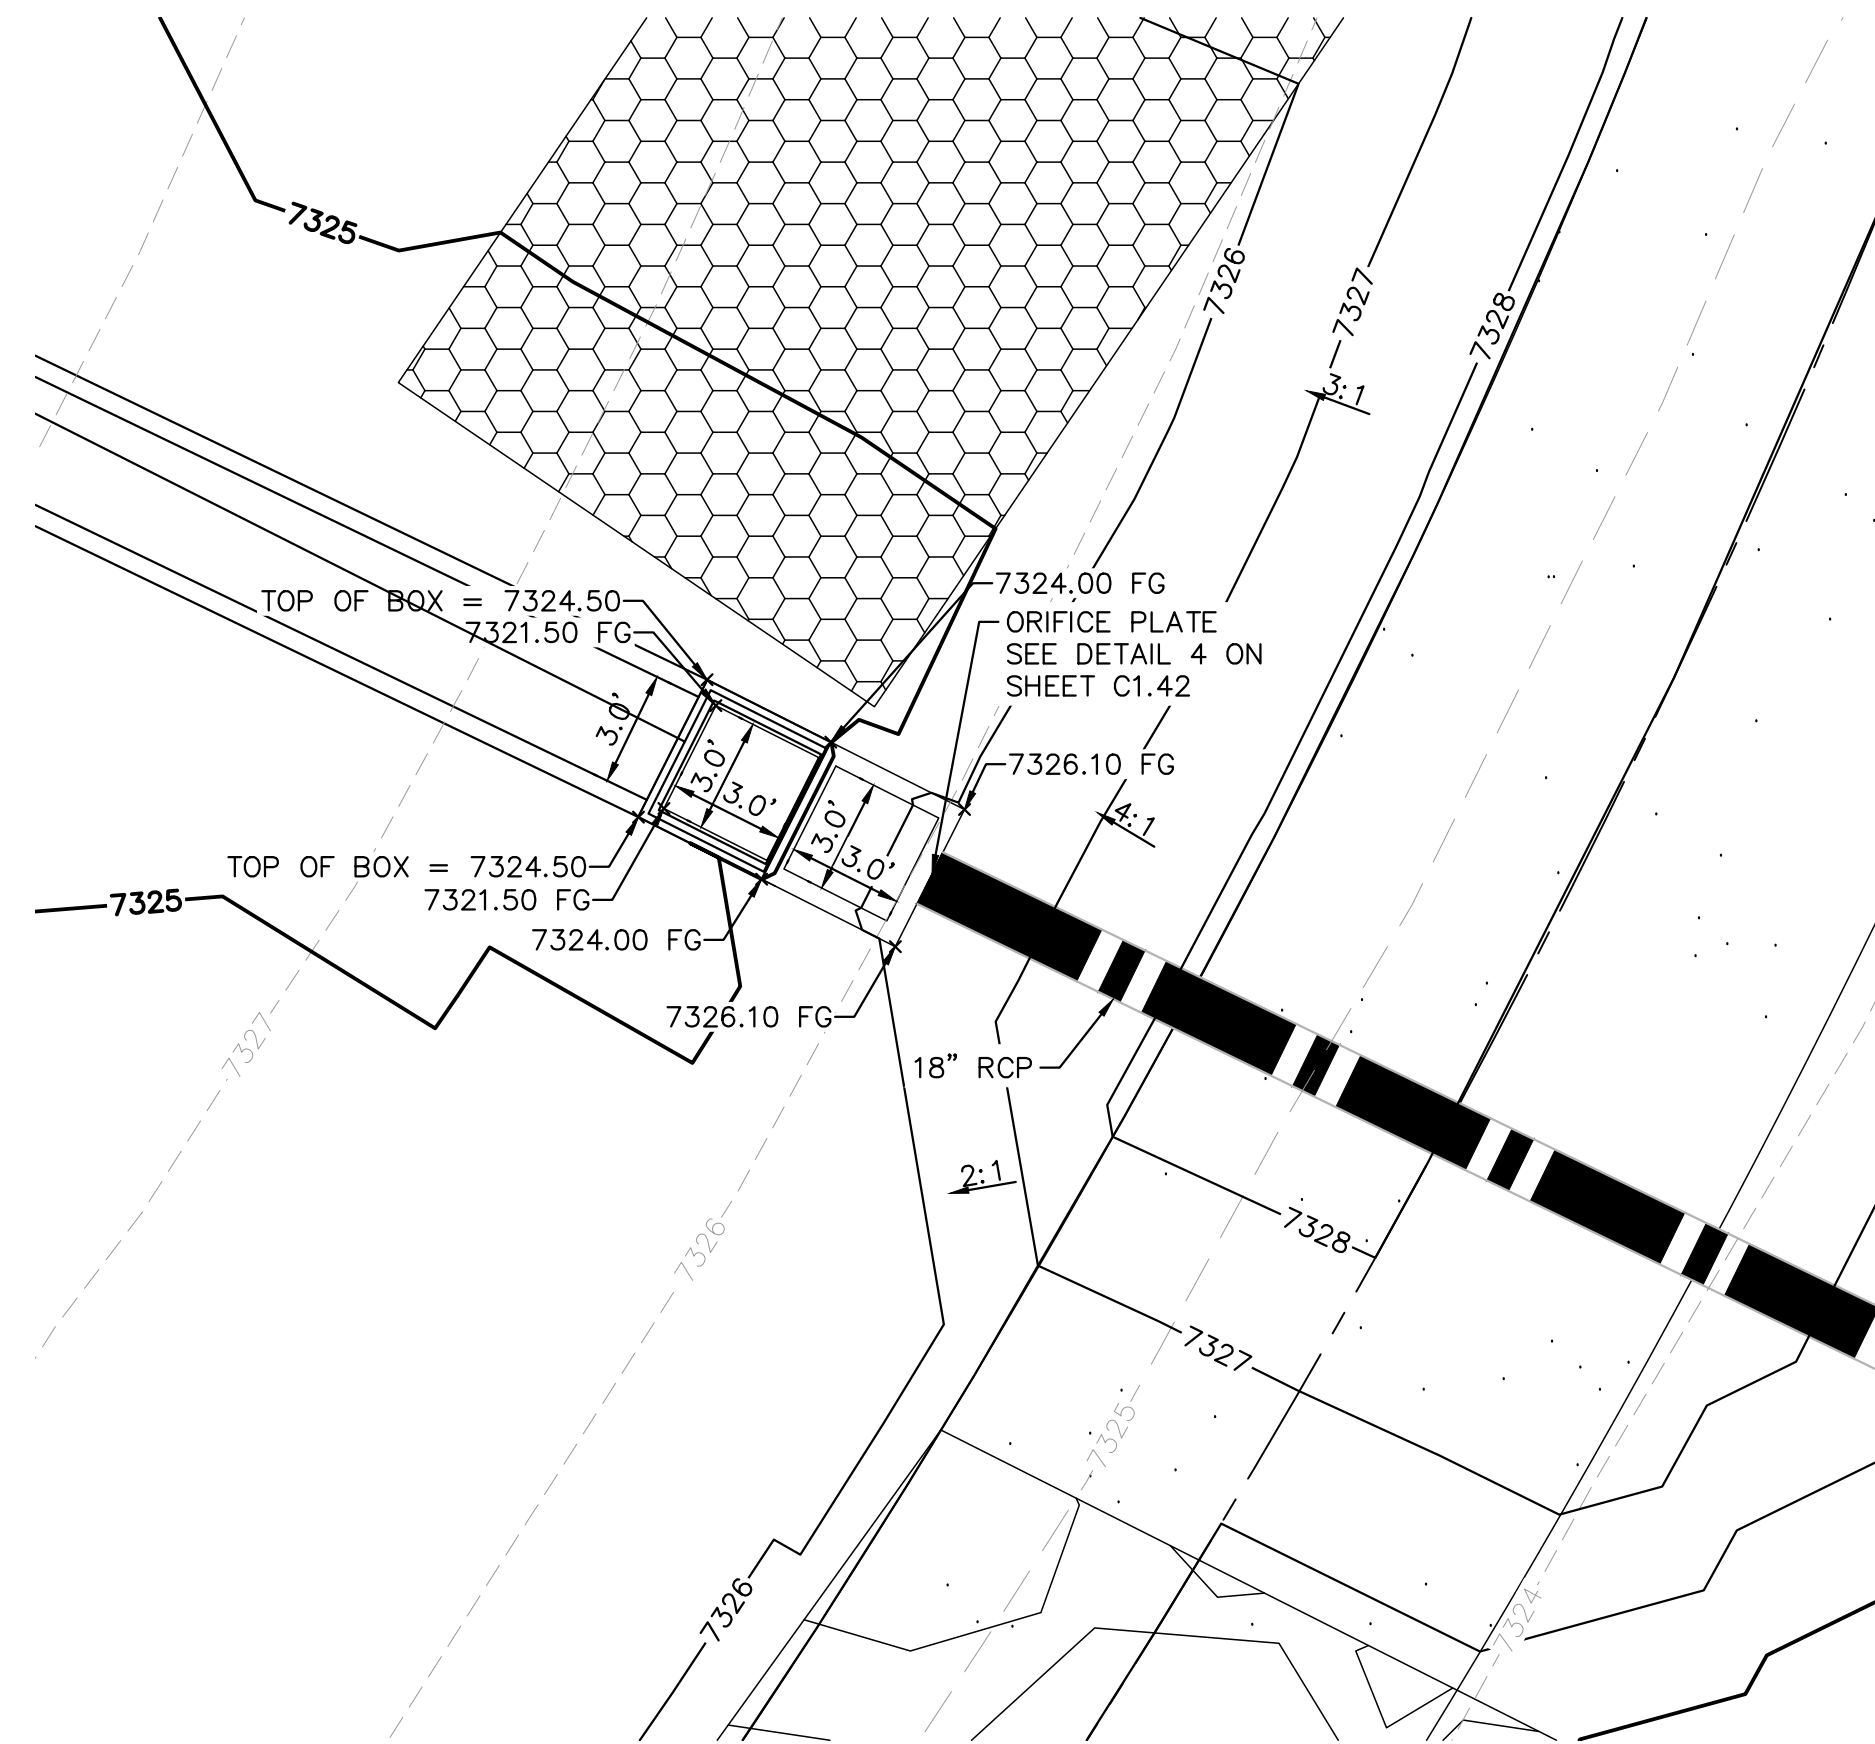 7325
7326
7327
7328
3:1
7324.00 FG
TOP OF BOX = 7324.50
7321.50 FG
ORIFICE PLATE
SEE DETAIL 4 ON
SHEET C1.42
3.0'
3.0'
3.0'
3.0'
3.0'
7326.10 FG
4:1
TOP OF BOX = 7324.50
7321.50 FG
7325
7324.00 FG
7326.10 FG
7327
18" RCP
2:1
7326
7328
7327
7325
7326
7324